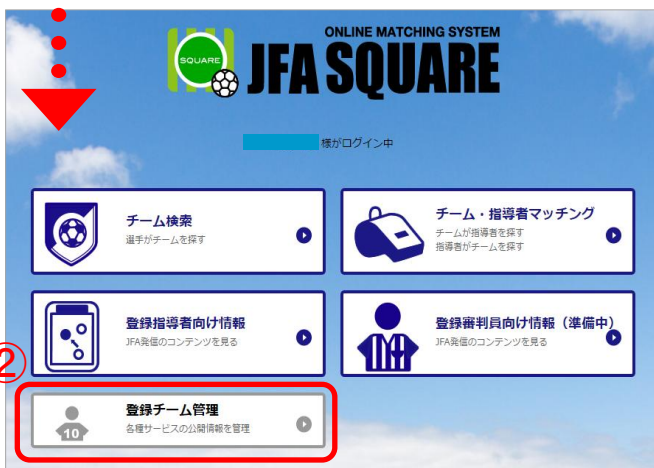 ONLINE MATCHING SYSTEM
SQUARE
JFA SQUARE
様がログイン中
チーム検索
選手がチームを探す
チーム・指導者マッチング
チームが指導者を探す
指導者がチームを探す
登録指導者向け情報
JFA発信のコンテンツを見る
登録審判員向け情報（準備中）
JFA発信のコンテンツを見る
②
10
登録チーム管理
各種サービスの公開情報を管理